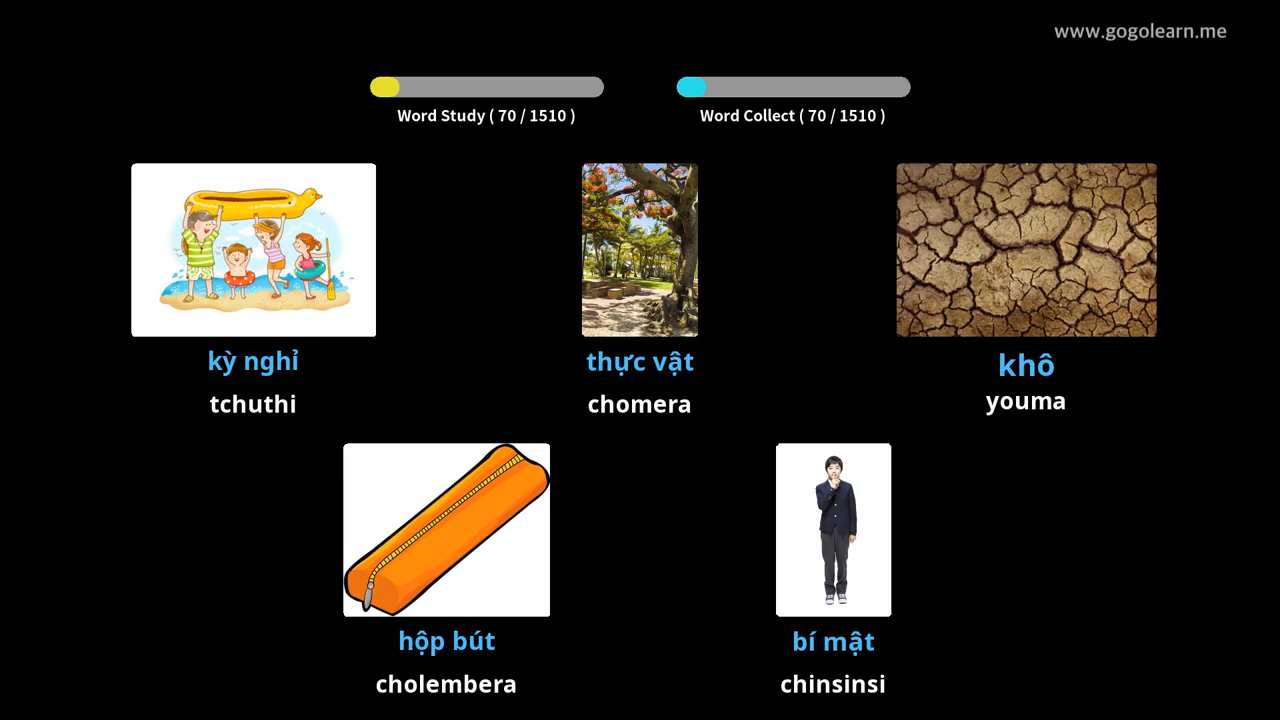 www.gogolearn.me
Word Study ( 70 / 1510 )
Word Collect ( 70 / 1510 )
kỳ nghỉ
thực vật
khô
tchuthi
chomera
youma
hộp bút
bí mật
cholembera
chinsinsi